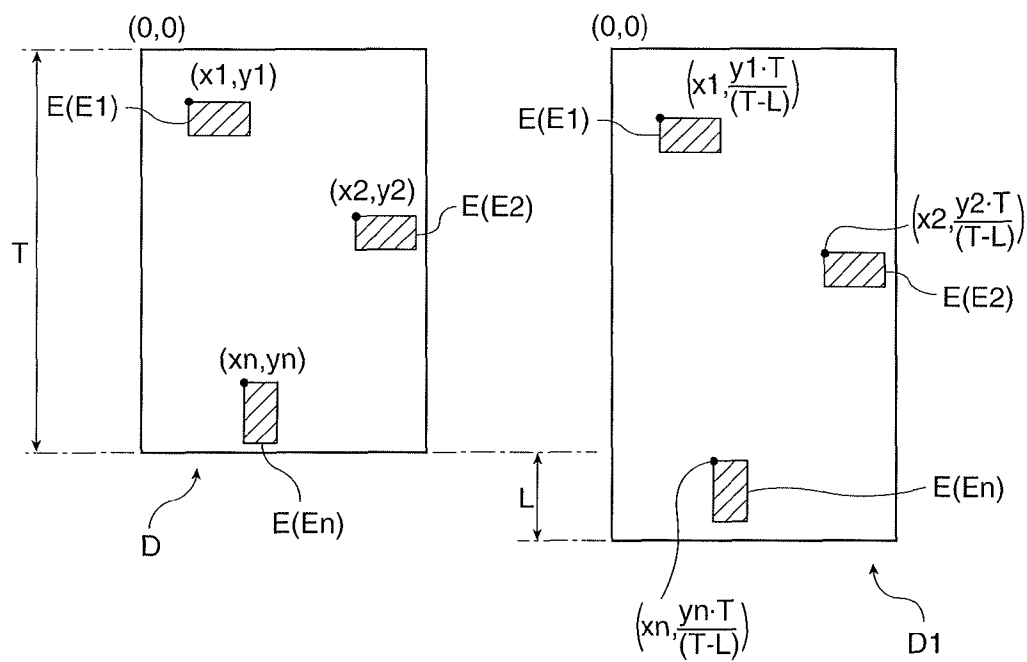 (0,0)
(x1,y1)
E(E1)
(x2,y2)
E(E2)
T
(xn,yn)
E(En)
D
(0,0)
(x1, y1·T/(T-L))
E(E1)
(x2, y2·T/(T-L))
E(E2)
L
E(En)
(xn, yn·T/(T-L))
D1